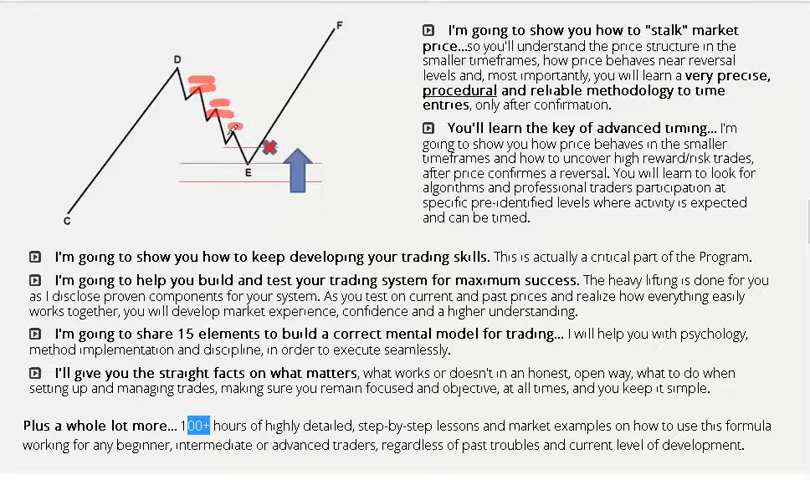 F
D
E
C
I'm going to show you how to "stalk" market
price...so you'll understand the price structure in the
smaller timeframes, how price behaves near reversal
levels and, most importantly, you will learn a very precise,
procedural and reliable methodology to time
entries, only after confirmation.
You'll learn the key of advanced timing... I'm
going to show you how price behaves in the smaller
timeframes and how to uncover high reward/risk trades,
after price confirmes a reversal. You will learn to look for
algorithms and professional traders participation at
specific pre-identified levels where activity is expected
and can be timed.
I'm going to show you how to keep developing your trading skills. This is actually a critical part of the Program.
I'm going to help you build and test your trading system for maximum success. The heavy lifting is done for you
as I disclose proven components for your system. As you test on current and past prices and realize how everything easily
works together, you will develop market experience, confidence and a higher understanding.
I'm going to share 15 elements to build a correct mental model for trading... I will help you with psychology,
method implementation and discipline, in order to execute seamlessly.
I'll give you the straight facts on what matters, what works or doesn't in an honest, open way, what to do when
setting up and managing trades, making sure you remain focused and objective, at all times, and you keep it simple.
Plus a whole lot more... 100+ hours of highly detailed, step-by-step lessons and market examples on how to use this formula
working for any beginner, intermediate or advanced traders, regardless of past troubles and current level of development.